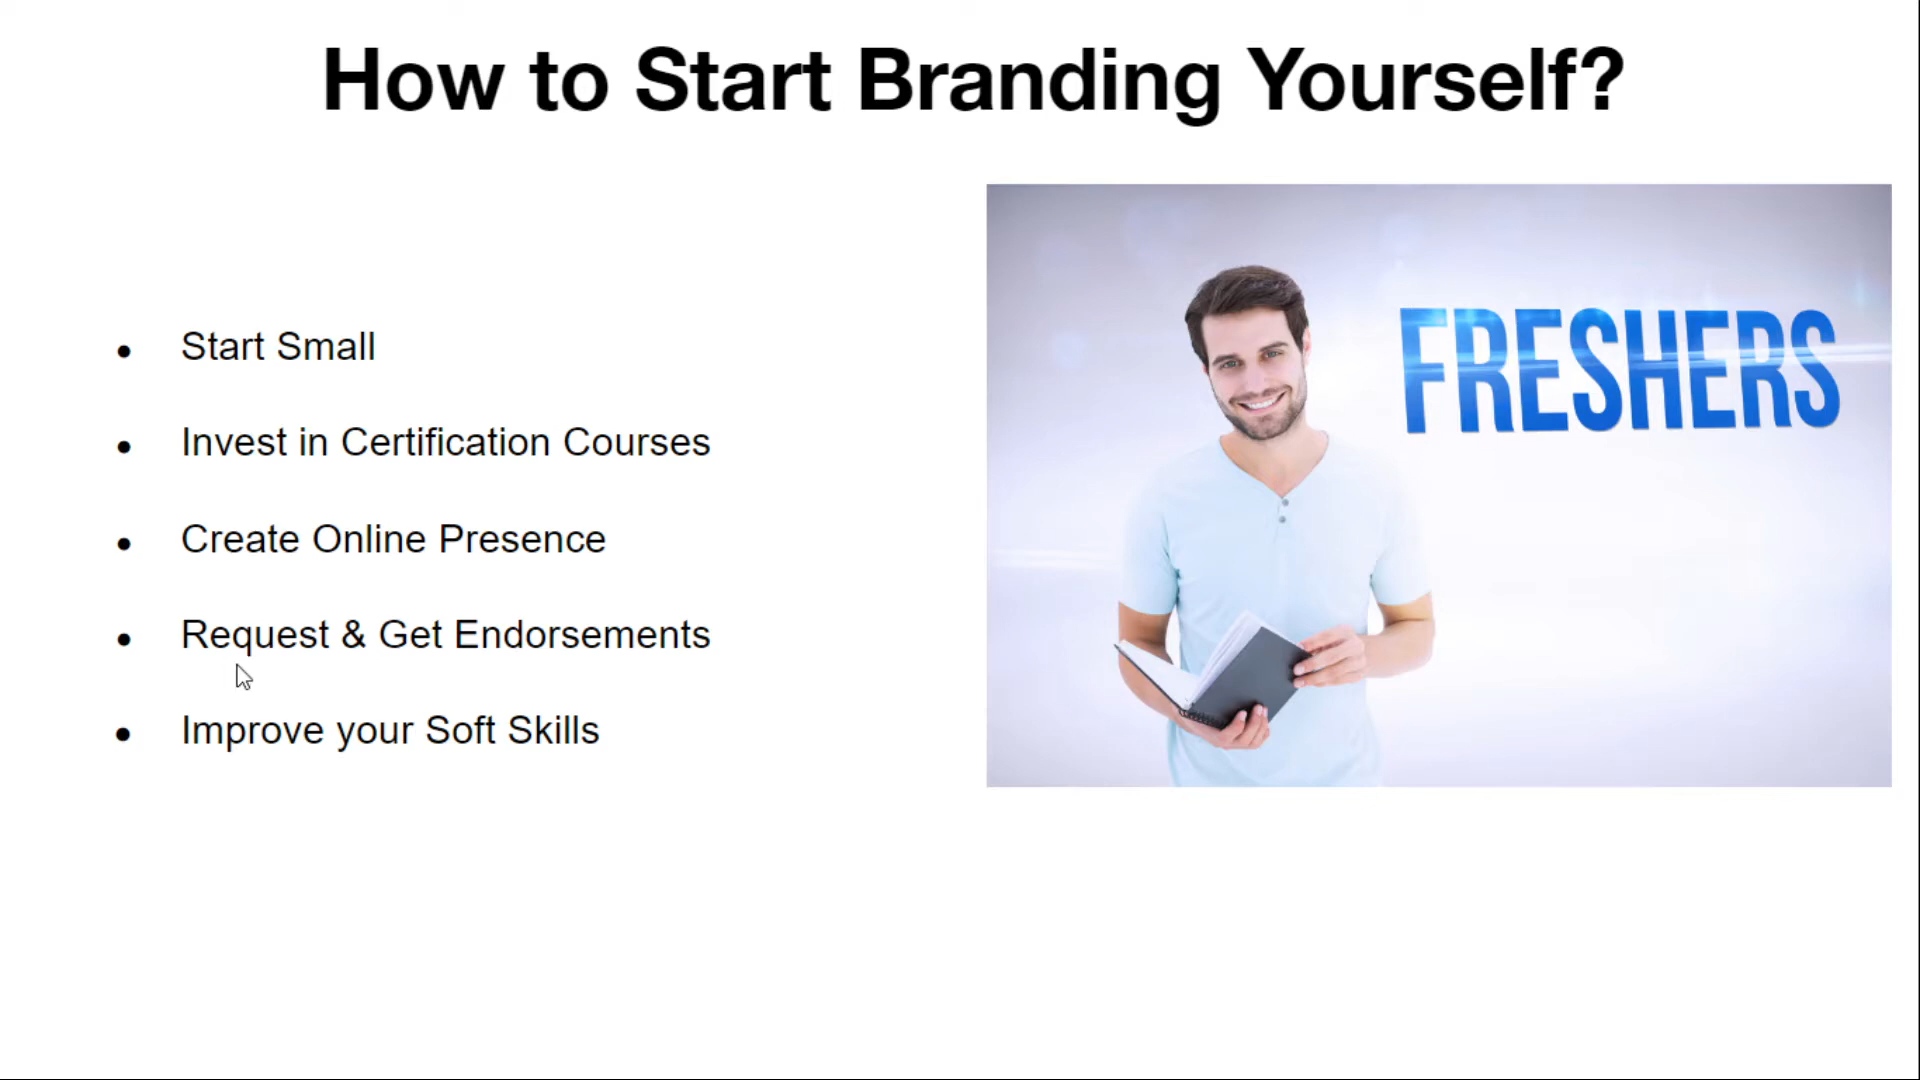 How to Start Branding Yourself?
Start Small
Invest in Certification Courses
Create Online Presence
Request & Get Endorsements
Improve your Soft Skills
FRESHERS